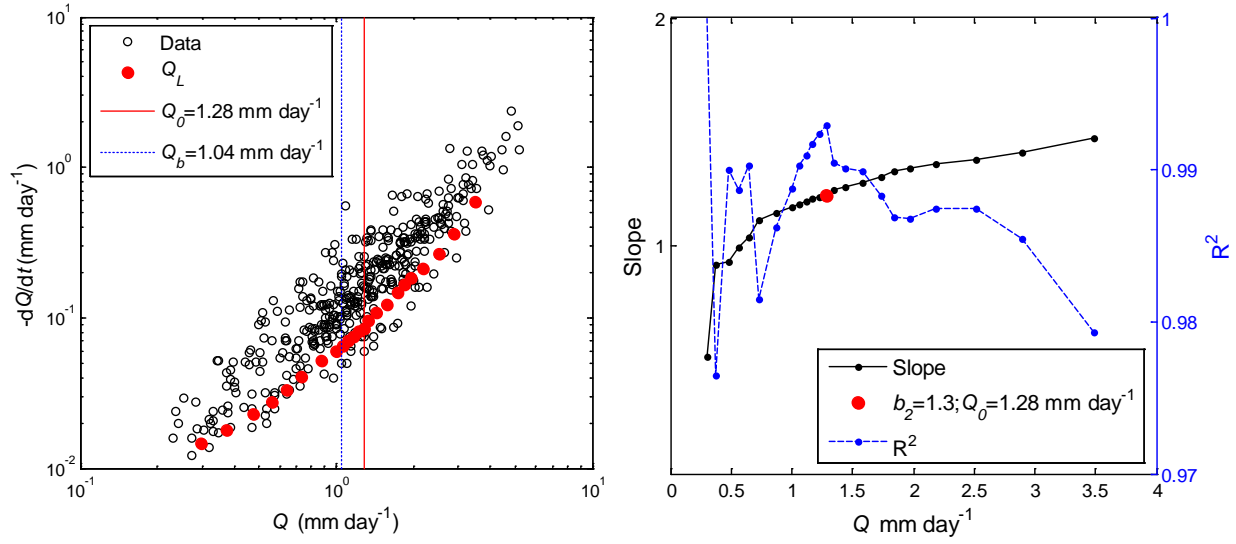 10^1
10^0
10^-1
10^-2
-dQ/dt (mm day^-1)
Data
Q_L
Q_0=1.28 mm day^-1
Q_b=1.04 mm day^-1
10^-1
10^0
10^1
Q (mm day^-1)
2
1
Slope
1
0.99
0.98
0.97
R^2
Slope
b_2=1.3;Q_0=1.28 mm day^-1
R^2
0 0.5 1 1.5 2 2.5 3 3.5 4
Q mm day^-1